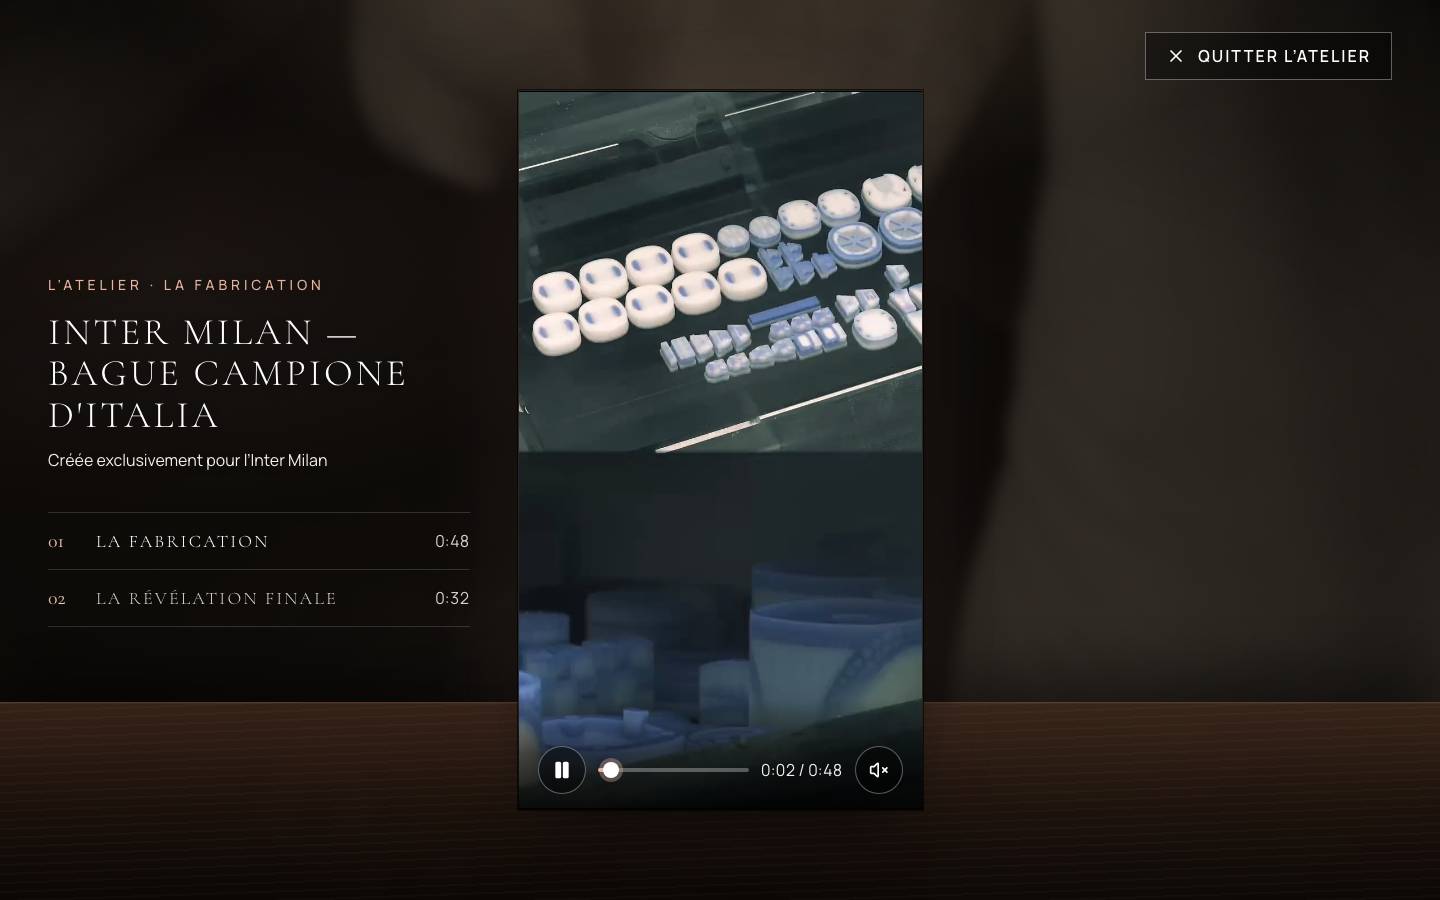 QUITTER L’ATELIER
L’ATELIER · LA FABRICATION
INTER MILAN —
BAGUE CAMPIONE
D'ITALIA
Créée exclusivement pour l’Inter Milan
01 LA FABRICATION 0:48
02 LA RÉVÉLATION FINALE 0:32
0:02 / 0:48